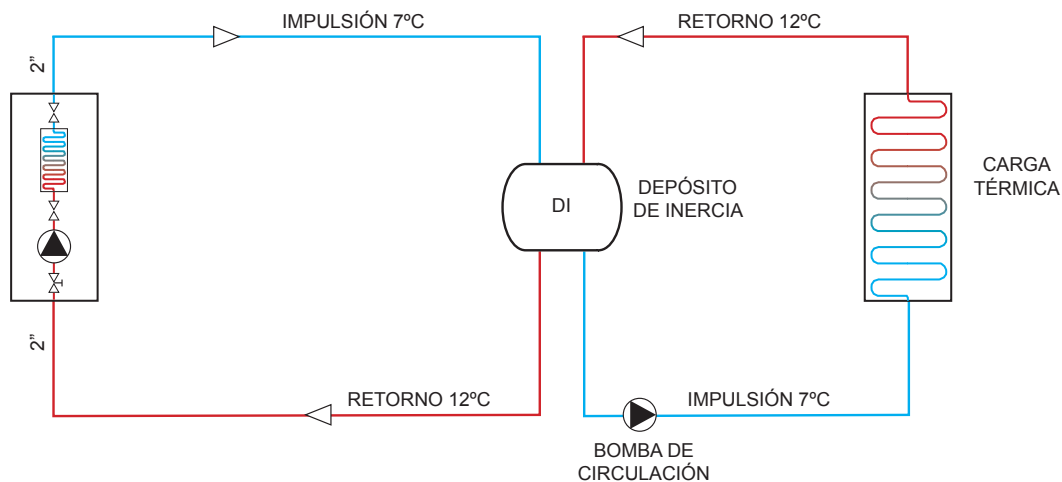 IMPULSIÓN 7ºC
RETORNO 12ºC
2”
DI
DEPÓSITO
DE INERCIA
CARGA
TÉRMICA
2”
RETORNO 12ºC
IMPULSIÓN 7ºC
BOMBA DE
CIRCULACIÓN